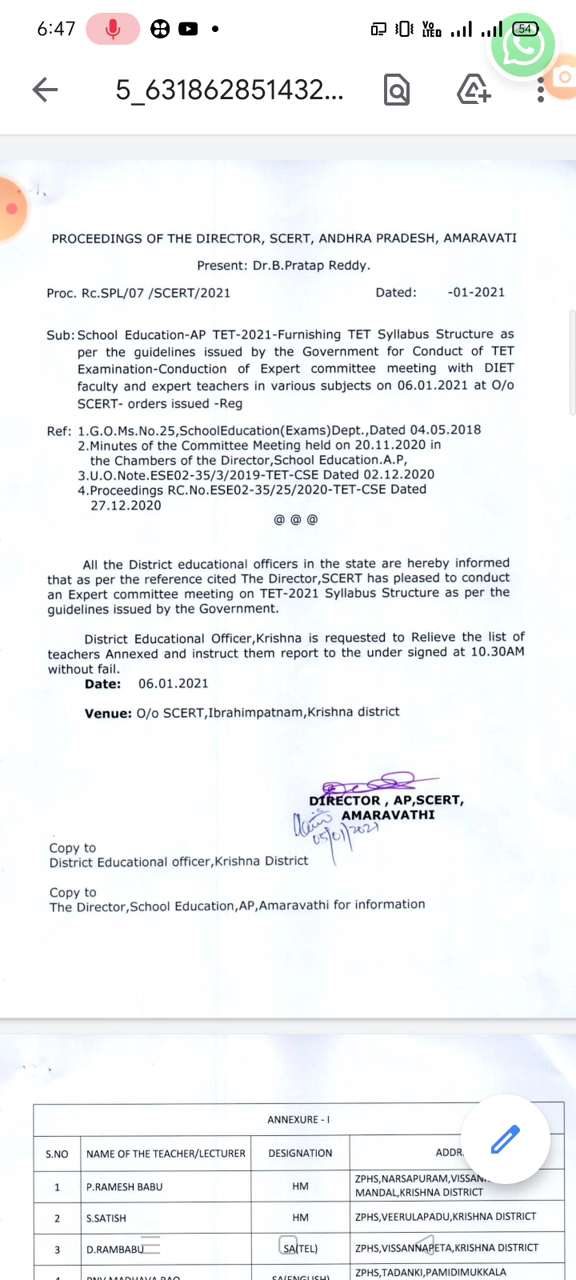 6:47
54
5_631862851432...
PROCEEDINGS OF THE DIRECTOR, SCERT, ANDHRA PRADESH, AMARAVATI
Present: Dr.B.Pratap Reddy.
Proc. Rc.SPL/07 /SCERT/2021 Dated: -01-2021
Sub: School Education-AP TET-2021-Furnishing TET Syllabus Structure as
per the guidelines issued by the Government for Conduct of TET
Examination-Conduction of Expert committee meeting with DIET
faculty and expert teachers in various subjects on 06.01.2021 at O/o
SCERT- orders issued -Reg
Ref: 1.G.O.Ms.No.25,SchoolEducation(Exams)Dept.,Dated 04.05.2018
2.Minutes of the Committee Meeting held on 20.11.2020 in
the Chambers of the Director,School Education.A.P,
3.U.O.Note.ESE02-35/3/2019-TET-CSE Dated 02.12.2020
4.Proceedings RC.No.ESE02-35/25/2020-TET-CSE Dated
27.12.2020
@ @ @
All the District educational officers in the state are hereby informed
that as per the reference cited The Director,SCERT has pleased to conduct
an Expert committee meeting on TET-2021 Syllabus Structure as per the
guidelines issued by the Government.
District Educational Officer,Krishna is requested to Relieve the list of
teachers Annexed and instruct them report to the under signed at 10.30AM
without fail.
Date: 06.01.2021
Venue: O/o SCERT,Ibrahimpatnam,Krishna district
DIRECTOR , AP,SCERT,
AMARAVATHI
05/01/2021
Copy to
District Educational officer,Krishna District
Copy to
The Director,School Education,AP,Amaravathi for information
ANNEXURE - I
S.NO NAME OF THE TEACHER/LECTURER DESIGNATION
1 P.RAMESH BABU HM ZPHS,NARSAPURAM,
MANDAL,KRISHNA DISTRICT
2 S.SATISH HM ZPHS,VEERULAPADU,KRISHNA DISTRICT
3 D.RAMBABU SA(TEL) ZPHS,VISSANNAPETA,KRISHNA DISTRICT
ZPHS,TADANKI,PAMIDIMUKKALA
SA(ENGLISH)